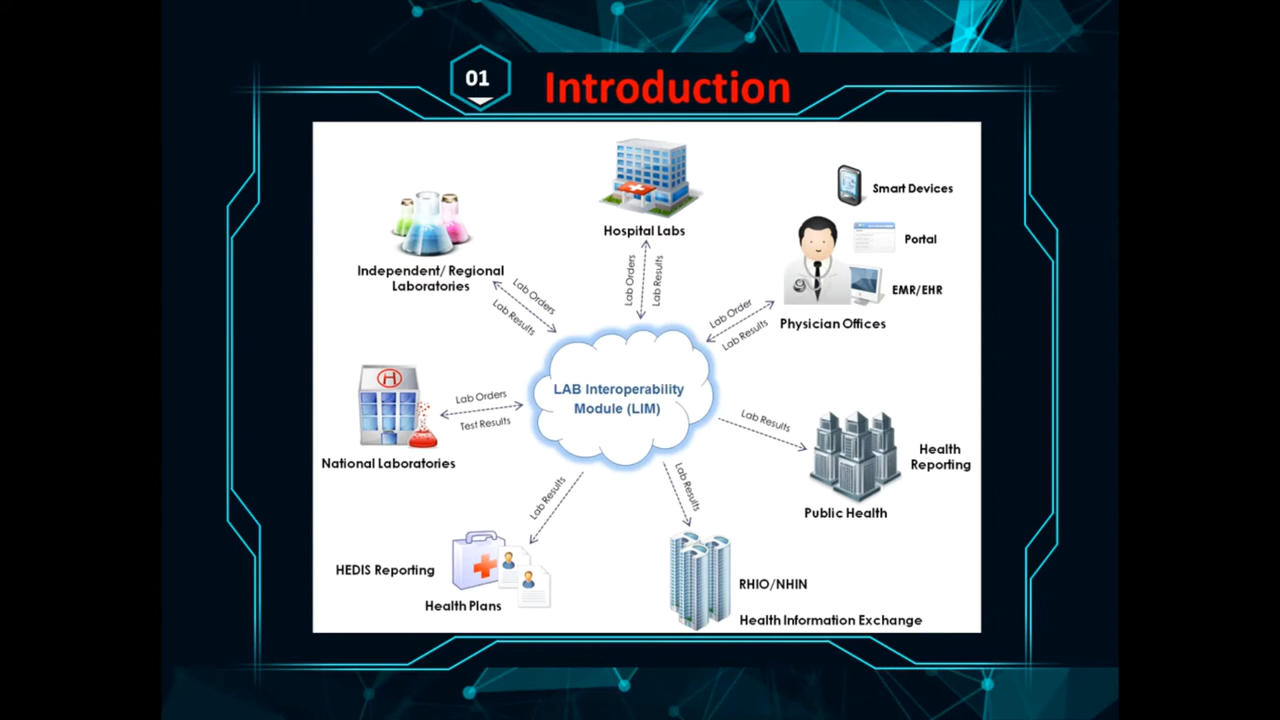 01
Introduction
Hospital Labs
Smart Devices
Portal
EMR/EHR
Physician Offices
Independent/ Regional
Laboratories
Lab Orders
Lab Results
Lab Orders
Lab Results
Lab Order
Lab Results
LAB Interoperability
Module (LIM)
National Laboratories
Lab Orders
Test Results
Lab Results
Health
Reporting
Public Health
Lab Results
Lab Results
HEDIS Reporting
Health Plans
RHIO/NHIN
Health Information Exchange
H